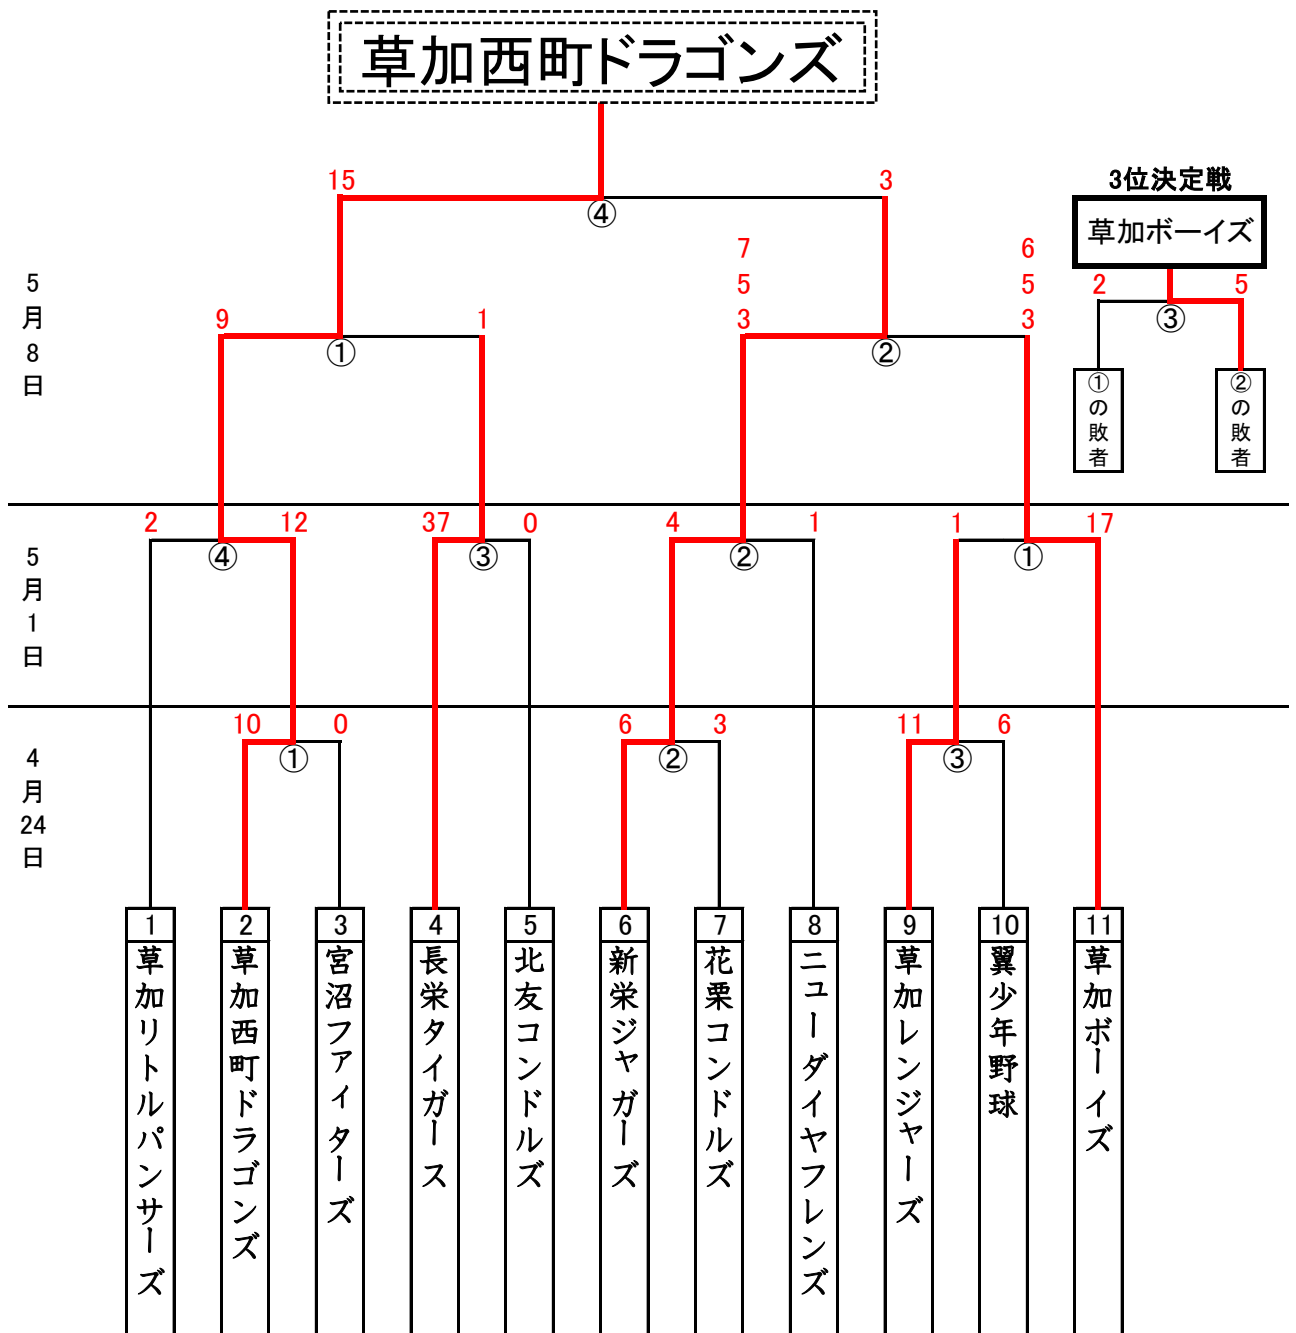 草加西町ドラゴンズ
15
3
④
3位決定戦
草加ボーイズ
2
5
③
①の敗者
②の敗者
5月8日
7
6
5
5
9
1
3
3
①
②
5月1日
2
12
37
0
4
1
1
17
④
③
②
①
4月24日
10
0
6
3
11
6
①
②
③
1
2
3
4
5
6
7
8
9
10
11
草加リトルパンサーズ
草加西町ドラゴンズ
宮沼ファイターズ
長栄タイガース
北友コンドルズ
新栄ジャガーズ
花栗コンドルズ
ニューダイヤフレンズ
草加レンジャーズ
翼少年野球
草加ボーイズ